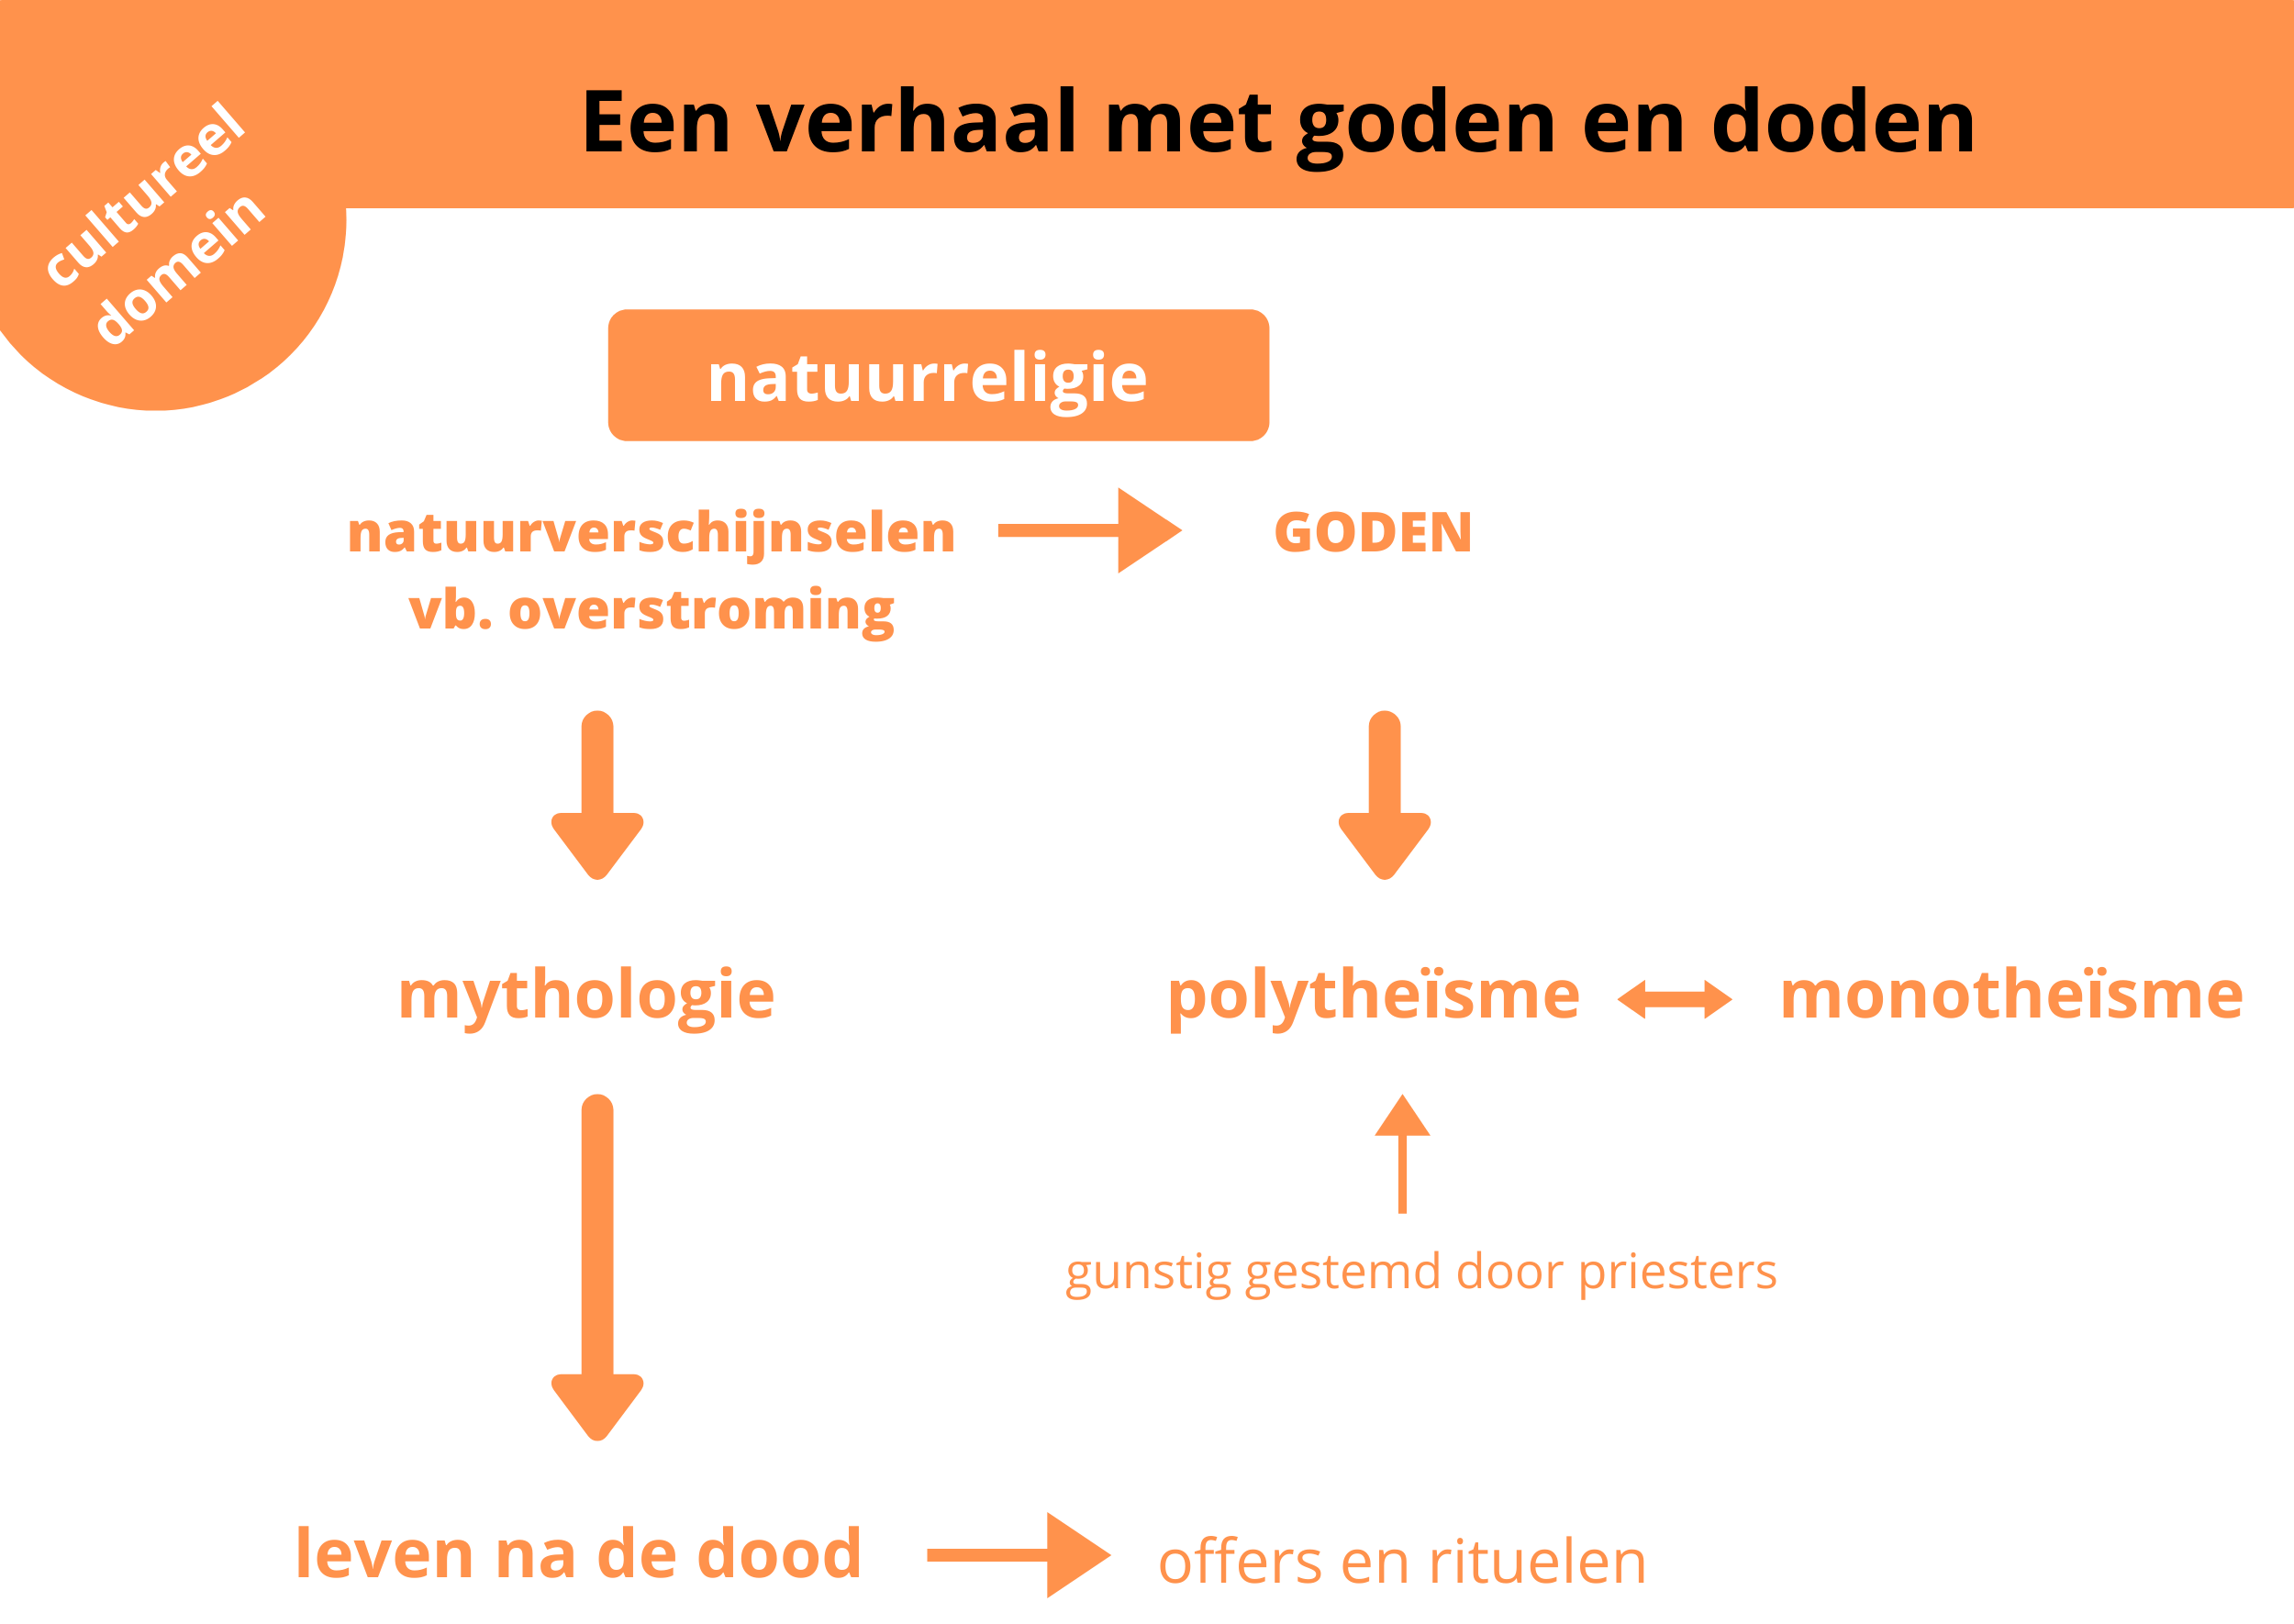 Een verhaal met goden en doden
cultureel
domein
natuurreligie
natuurverschijnselen
vb. overstroming
GODEN
mythologie
polytheïsme
monotheïsme
gunstig gestemd door priesters
leven na de dood
offers en rituelen